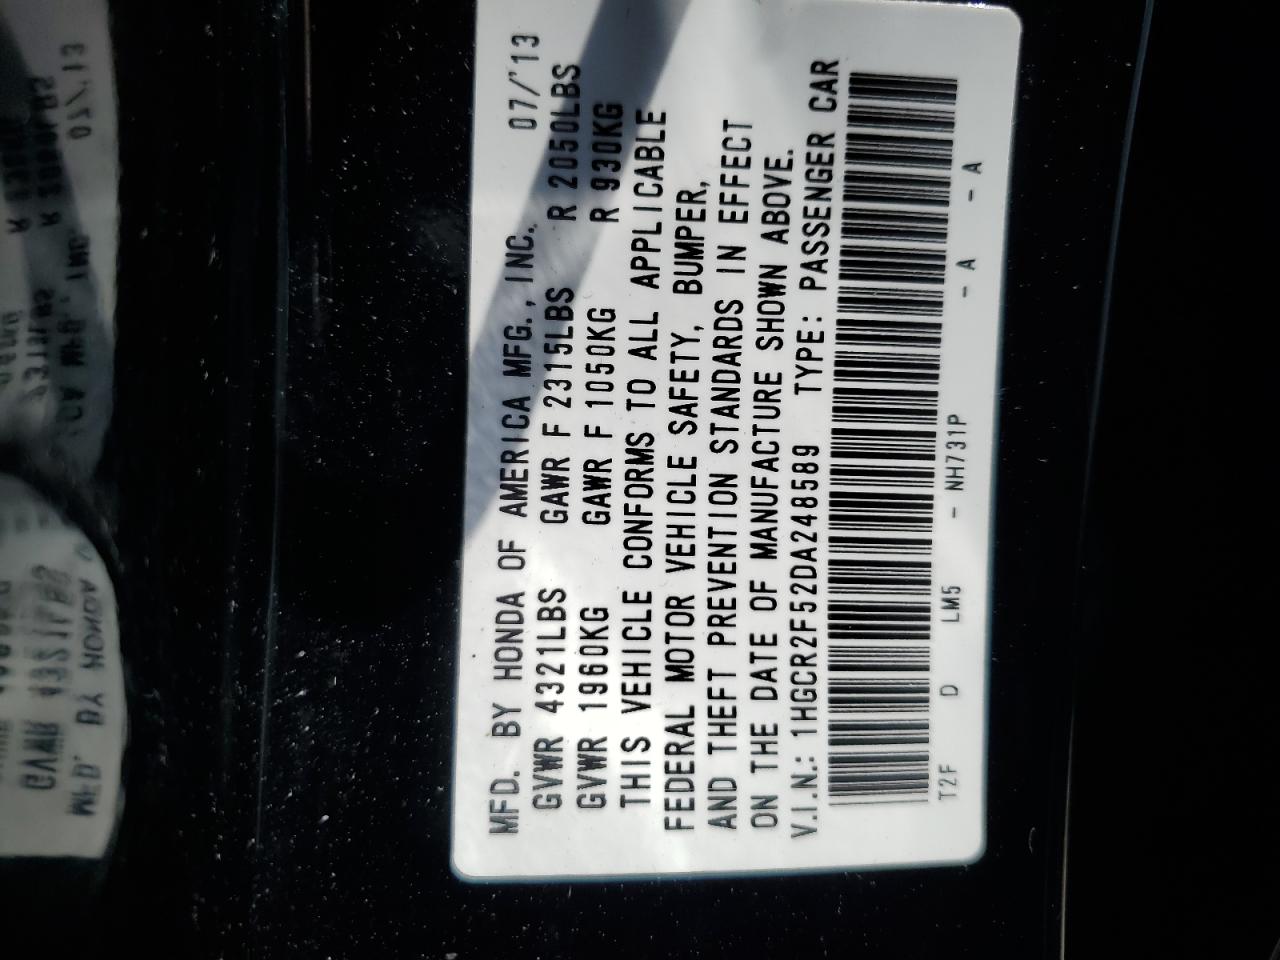 MFD. BY HONDA OF AMERICA MFG., INC. 07/'13
GVWR 4321LBS GAWR F 2315LBS R 2050LBS
GVWR 1960KG GAWR F 1050KG R 930KG
THIS VEHICLE CONFORMS TO ALL APPLICABLE
FEDERAL MOTOR VEHICLE SAFETY, BUMPER,
AND THEFT PREVENTION STANDARDS IN EFFECT
ON THE DATE OF MANUFACTURE SHOWN ABOVE.
V.I.N.: 1HGCR2F52DA248589 TYPE: PASSENGER CAR
T2F D LM5 - NH731P - A - A